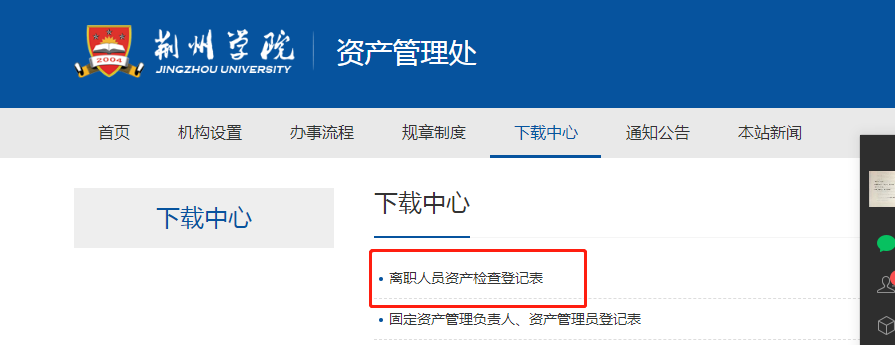 荆州学院
JINGZHOU UNIVERSITY
2004
资产管理处
首页 机构设置 办事流程 规章制度 下载中心 通知公告 本站新闻
下载中心
下载中心
离职人员资产检查登记表
固定资产管理负责人、资产管理员登记表